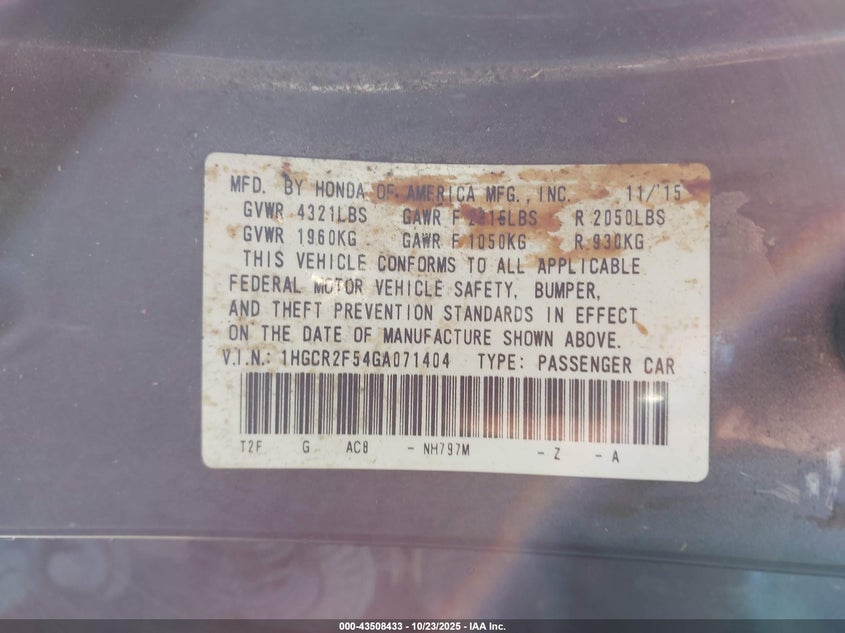 MFD. BY HONDA OF AMERICA MFG., INC. 11/'15
GVWR 4321LBS GAWR F 2315LBS R 2050LBS
GVWR 1960KG GAWR F 1050KG R 930KG
THIS VEHICLE CONFORMS TO ALL APPLICABLE
FEDERAL MOTOR VEHICLE SAFETY, BUMPER,
AND THEFT PREVENTION STANDARDS IN EFFECT
ON THE DATE OF MANUFACTURE SHOWN ABOVE.
V.I.N.: 1HGCR2F54GA071404 TYPE: PASSENGER CAR
T2F G AC8 - NH797M - Z - A
000-43508433 | 10/23/2025 - IAA Inc.